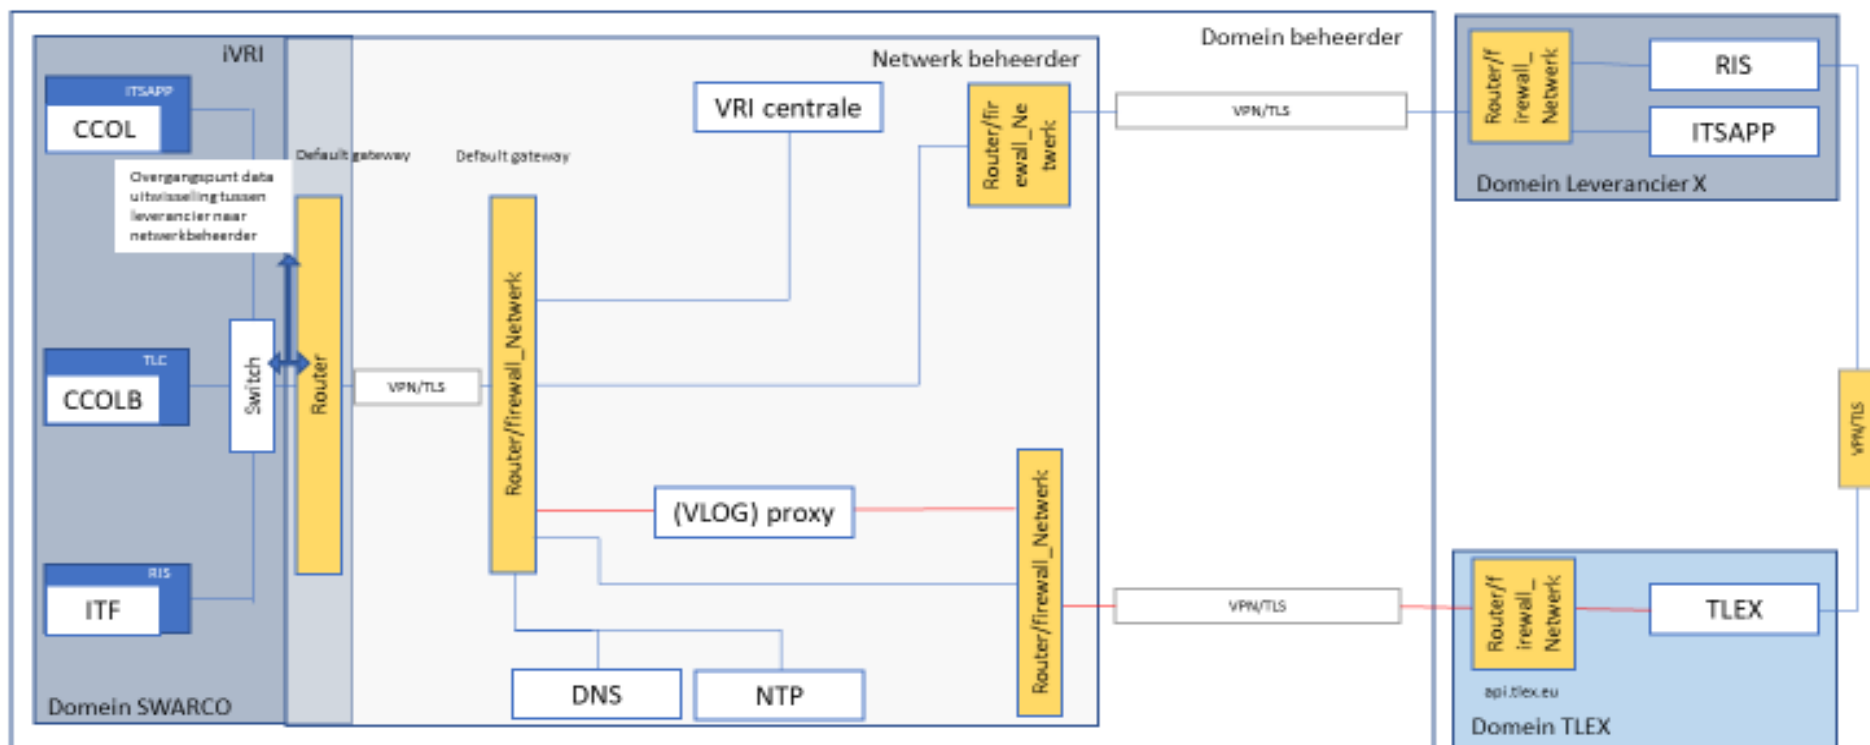 iVRI
ITSAPP
CCOL
Overgangspunt data
uitwisseling tussen
leverancier naar
netwerkbeheerder
TLC
CCOLB
RIS
ITF
Domein SWARCO
Switch
Default gateway
Router
VPN/TLS
Default gateway
Router/firewall_Netwerk
Netwerk beheerder
VRI centrale
Router/fir
ewall_Ne
twerk
(VLOG) proxy
Router/firewall_Netwerk
DNS
NTP
Domein beheerder
VPN/TLS
VPN/TLS
Router/f
irewall_
Netwerk
RIS
ITSAPP
Domein Leverancier X
VPN/TLS
Router/f
irewall_
Netwerk
TLEX
api.tlex.eu
Domein TLEX